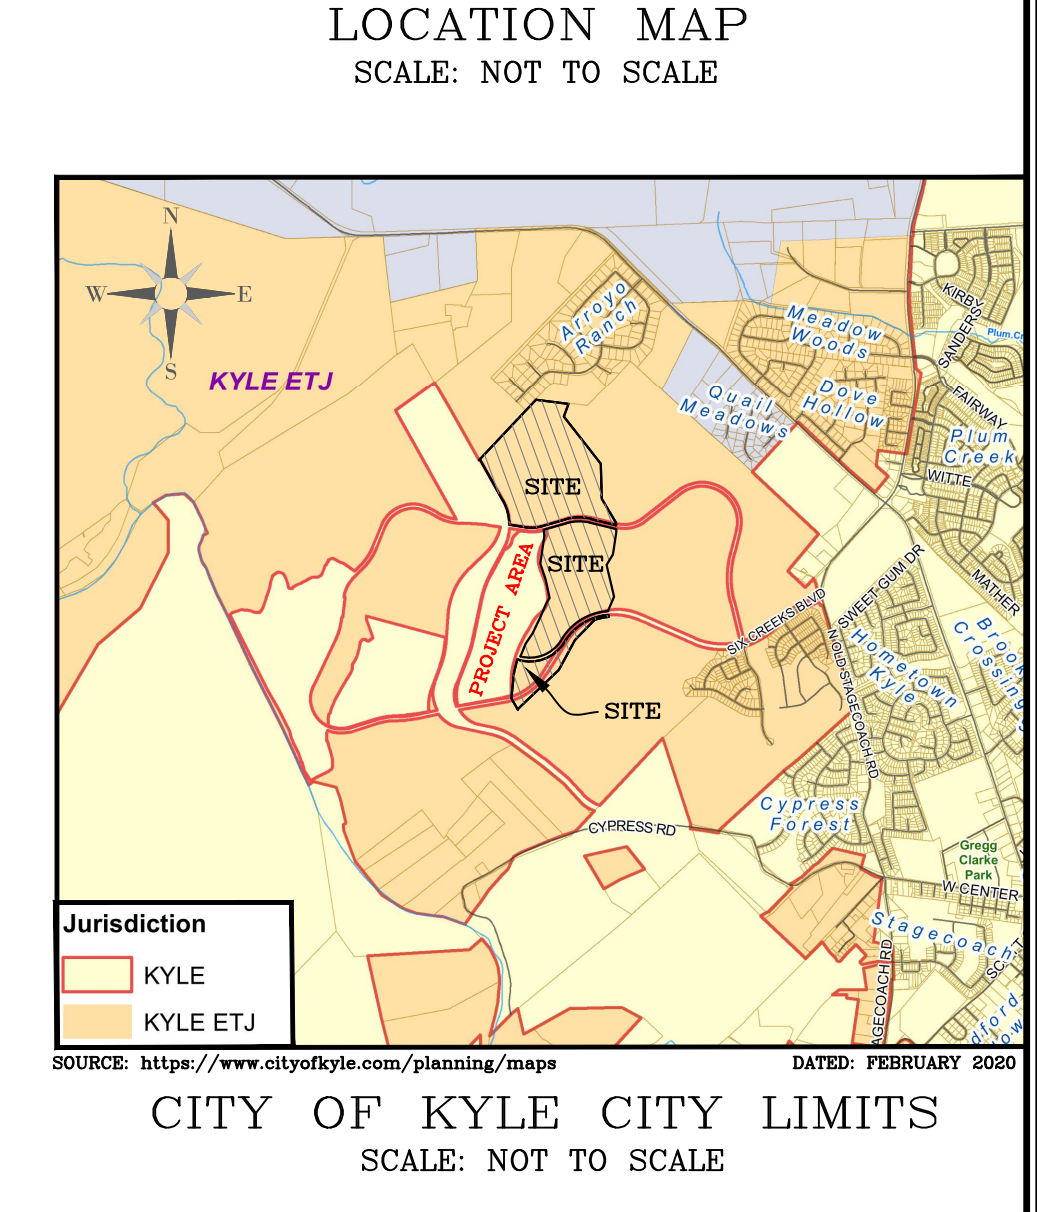 LOCATION MAP
SCALE: NOT TO SCALE
N
W
E
S
KYLE ETJ
Arroyo
Ranch
Meadow
Woods
Dove
Hollow
Quail
Meadows
KIRBY
SANDERS
FAIRWAY
Plum
Creek
WITTE
MATHER
SITE
SITE
PROJECT AREA
SITE
SWEET GUM DR
SIX CREEKS BLVD
N OLD STAGECOACH RD
Hometown
Kyle
Cypress
Forest
CYPRESS RD
Gregg
Clarke
Park
W CENTER
Stagecoach
AGECOACH RD
Jurisdiction
KYLE
KYLE ETJ
SOURCE: https://www.cityofkyle.com/planning/maps
DATED: FEBRUARY 2020
CITY OF KYLE CITY LIMITS
SCALE: NOT TO SCALE